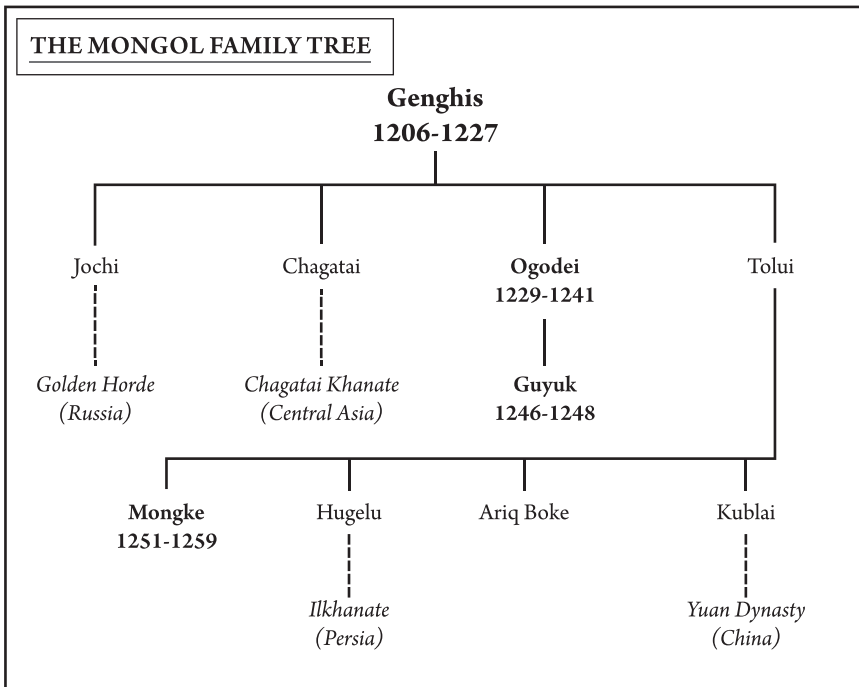 THE MONGOL FAMILY TREE
Genghis
1206-1227
Jochi
Chagatai
Ogodei
1229-1241
Tolui
Golden Horde
(Russia)
Chagatai Khanate
(Central Asia)
Guyuk
1246-1248
Mongke
1251-1259
Hugelu
Ariq Boke
Kublai
Ilkhanate
(Persia)
Yuan Dynasty
(China)